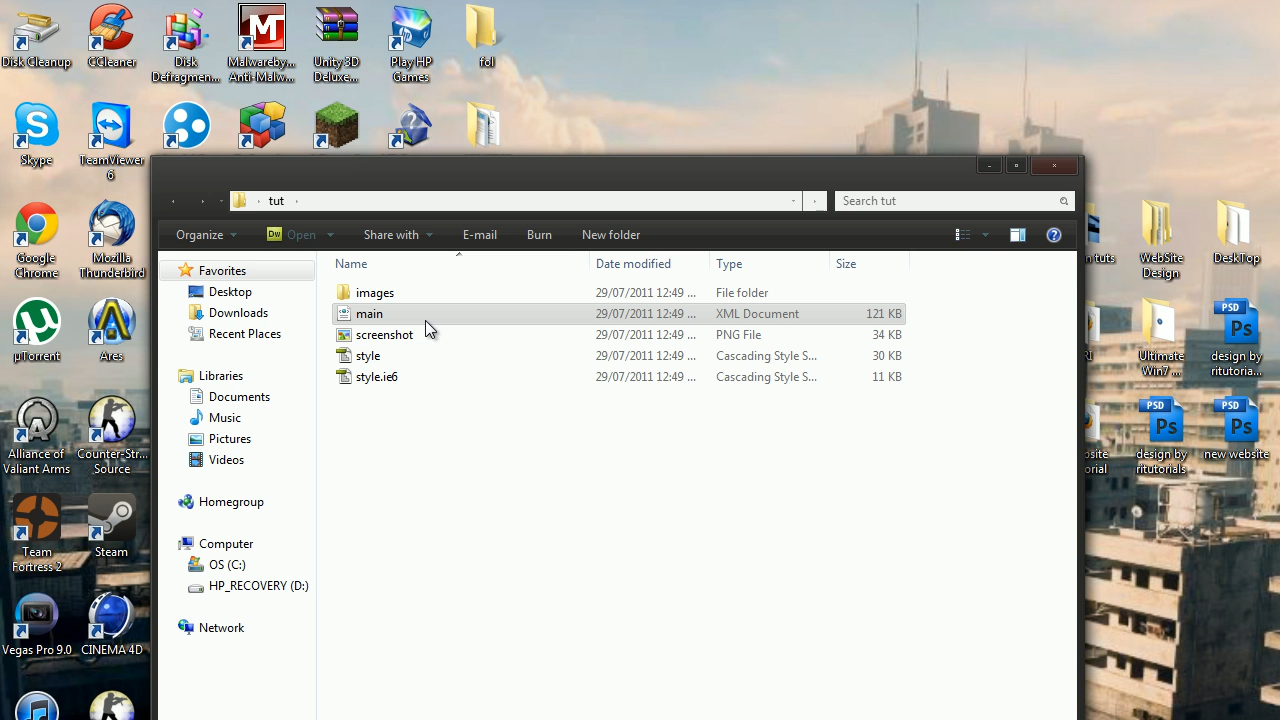 Disk Cleanup
CCleaner
Disk
Defragmen...
Malwareby...
Anti-Malw...
Unity 3D
Deluxe...
Play HP
Games
fol
Skype
TeamViewer
6
Google
Chrome
Mozilla
Thunderbird
µTorrent
Ares
Alliance of
Valiant Arms
Counter-Str...
Source
Team
Fortress 2
Steam
Vegas Pro 9.0
CINEMA 4D
tut
Search tut
Organize
Dw
Open
Share with
E-mail
Burn
New folder
Name
Date modified
Type
Size
Favorites
Desktop
Downloads
Recent Places
Libraries
Documents
Music
Pictures
Videos
Homegroup
Computer
OS (C:)
HP_RECOVERY (D:)
Network
images 29/07/2011 12:49 ... File folder
main 29/07/2011 12:49 ... XML Document 121 KB
screenshot 29/07/2011 12:49 ... PNG File 34 KB
style 29/07/2011 12:49 ... Cascading Style S... 30 KB
style.ie6 29/07/2011 12:49 ... Cascading Style S... 11 KB
tuts
WebSite
Design
DeskTop
Ultimate
Win7 ...
PSD
Ps
design by
ritutoria...
PSD
Ps
design by
ritutorials
PSD
Ps
new website